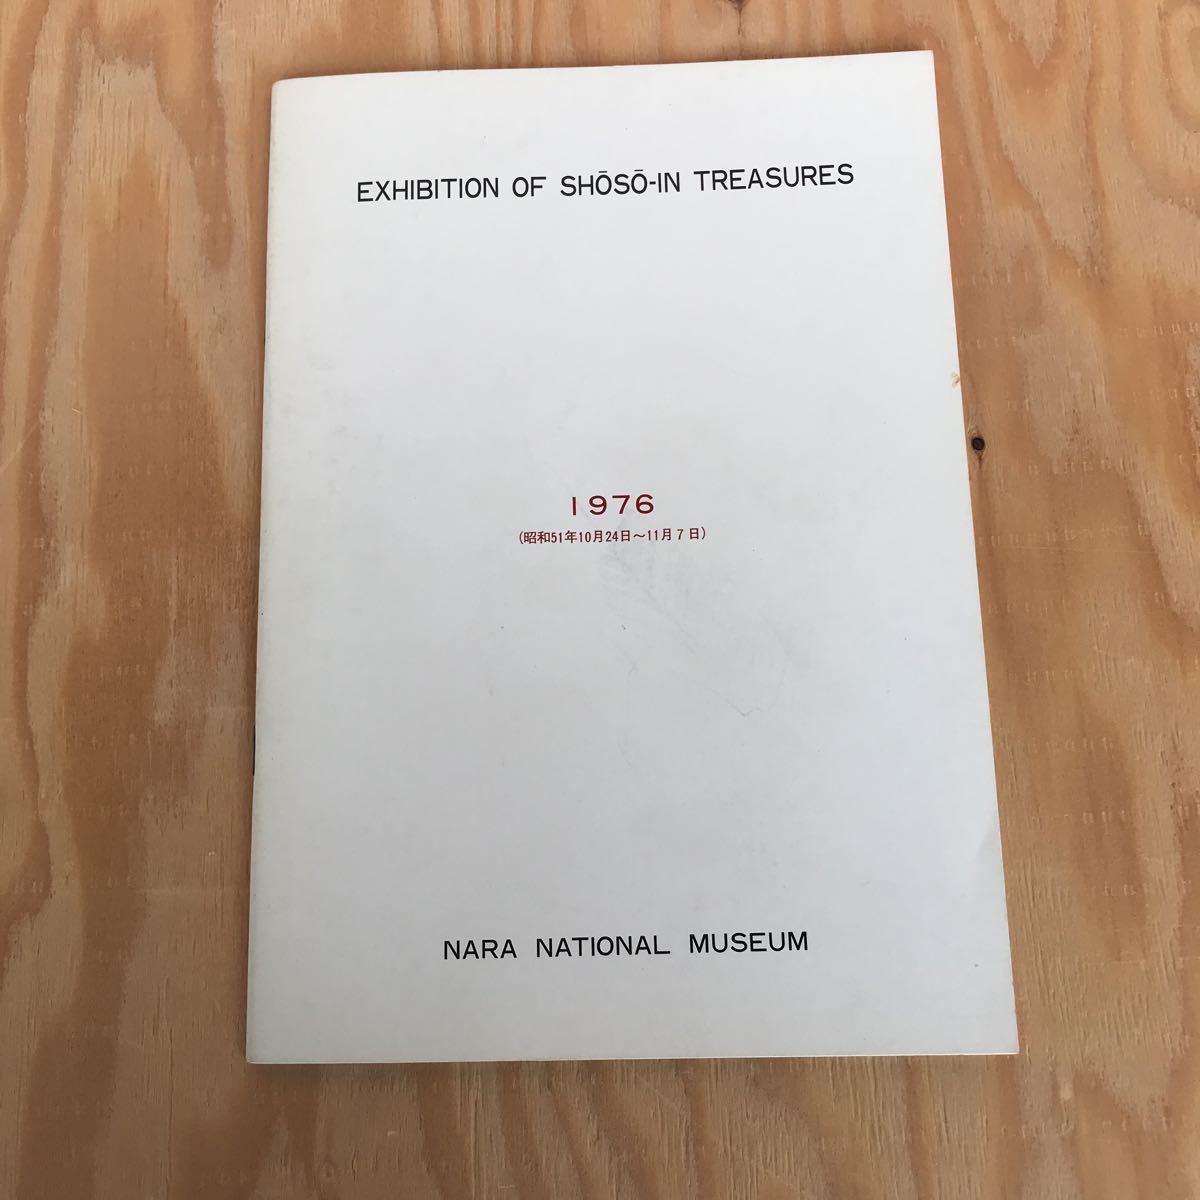 EXHIBITION OF SHŌSŌ-IN TREASURES
1976
(昭和51年10月24日～11月7日)
NARA NATIONAL MUSEUM